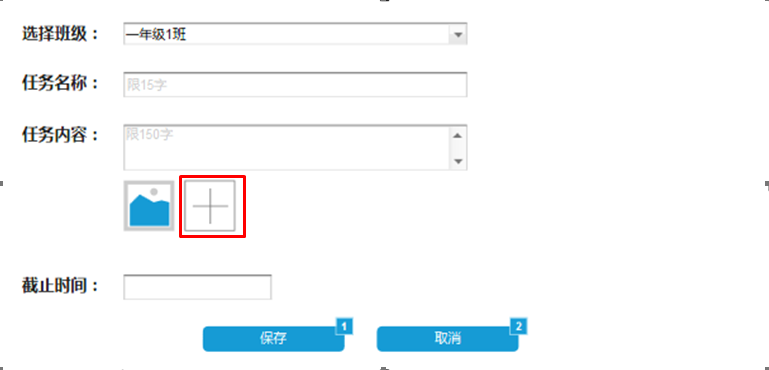 选择班级：
一年级1班
任务名称：
限15字
任务内容：
限150字
截止时间：
保存 1
取消 2